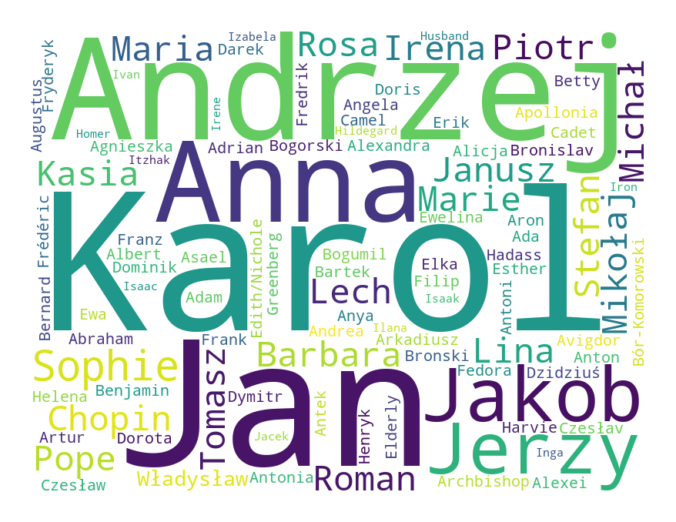 Andrzej
Izabela
Husband
Maria
Darek
Rosa
Irena
Piotr
Augustus
Fryderyk
Ivan
Irene
Fredrik
Doris
Betty
Michał
Homer
Angela
Camel
Erik
Apollonia
Hildegard
Cadet
Agnieszka
Adrian
Bogorski
Alexandra
Alicja
Bronislav
Itzhak
Kasia
Anna
Janusz
Marie
Stefan
Mikołaj
Iron
Karol
Bernard Frédéric
Ewelina
Aron
Ada
Franz
Albert
Dominik
Asael
Edith/Nichole
Greenberg
Bogumil
Bartek
Elka
Filip
Hadass
Esther
Isaac
Adam
Lech
Isaak
Antoni
Bór-Komorowski
Ewa
Anya
Andrea
Ilana
Arkadiusz
Abraham
Frank
Barbara
Bronski
Lina
Avigdor
Anton
Sophie
Tomasz
Jan
Fedora
Dzidziuś
Helena
Benjamin
Dymitr
Jakob
Chopin
Antek
Henryk
Elderly
Harvie
Czesłav
Artur
Dorota
Jacek
Jerzy
Inga
Pope
Czesław
Władysław
Antonia
Roman
Archbishop
Alexei